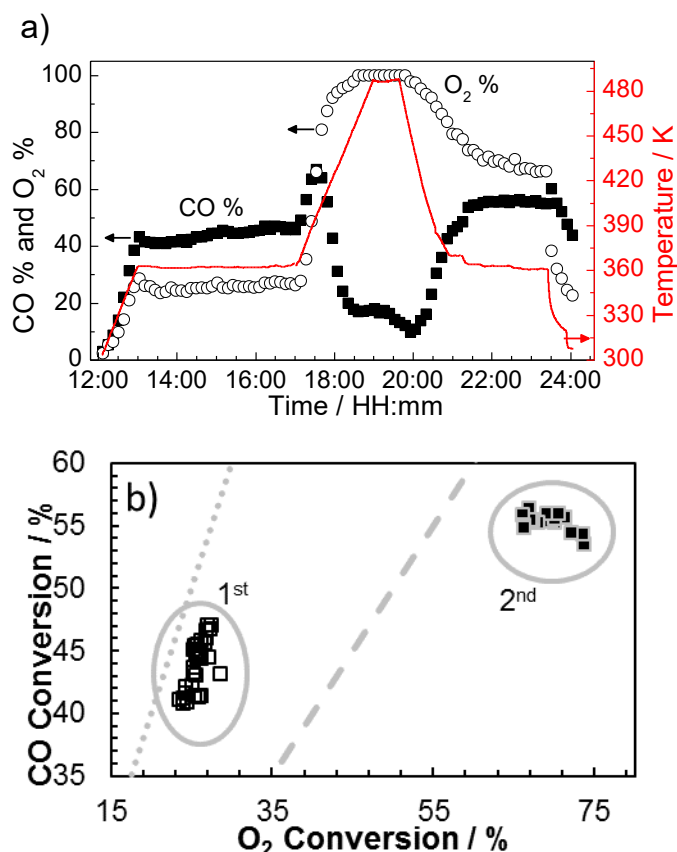 a)
100
80
60
40
20
0
CO % and O2 %
O2 %
CO %
480
450
420
390
360
330
300
Temperature / K
12:00 14:00 16:00 18:00 20:00 22:00 24:00
Time / HH:mm
b)
60
55
50
45
40
35
CO Conversion / %
1st
2nd
15 35 55 75
O2 Conversion / %